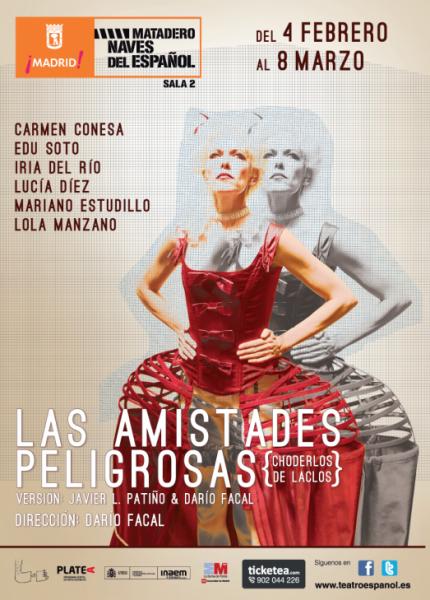 ¡MADRID!
MATADERO
NAVES
DEL ESPAÑOL
SALA 2
DEL 4 FEBRERO
AL 8 MARZO
CARMEN CONESA
EDU SOTO
IRIA DEL RÍO
LUCÍA DÍEZ
MARIANO ESTUDILLO
LOLA MANZANO
LAS AMISTADES
PELIGROSAS {CHODERLOS
DE LACLOS}
VERSIÓN: JAVIER L. PATIÑO & DARÍO FACAL
DIRECCIÓN: DARÍO FACAL
PLATEA
inaem
ticketea.com
902 044 226
Síguenos en
www.teatroespanol.es